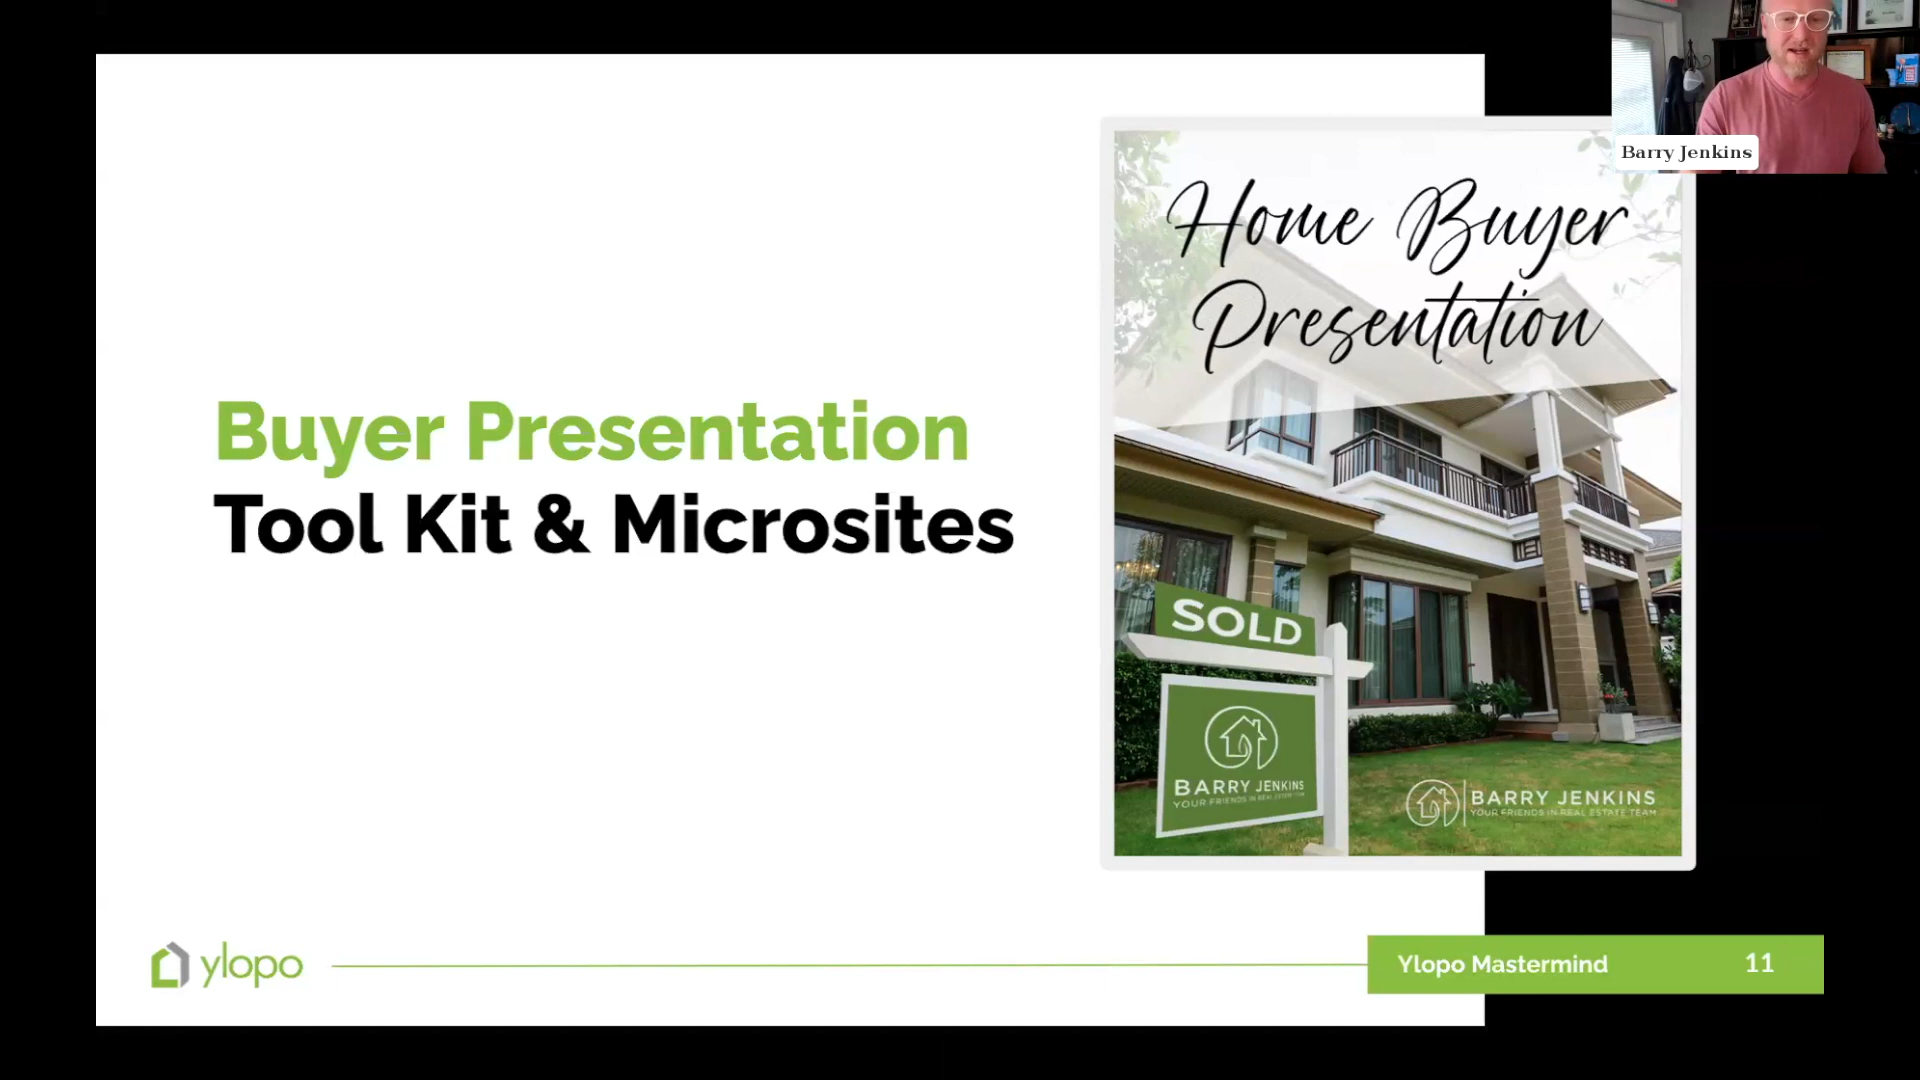 Barry Jenkins
Home Buyer
Presentation
Buyer Presentation
Tool Kit & Microsites
SOLD
BARRY JENKINS
YOUR FRIENDS IN REAL ESTATE TEAM
BARRY JENKINS
YOUR FRIENDS IN REAL ESTATE TEAM
ylopo
Ylopo Mastermind
11